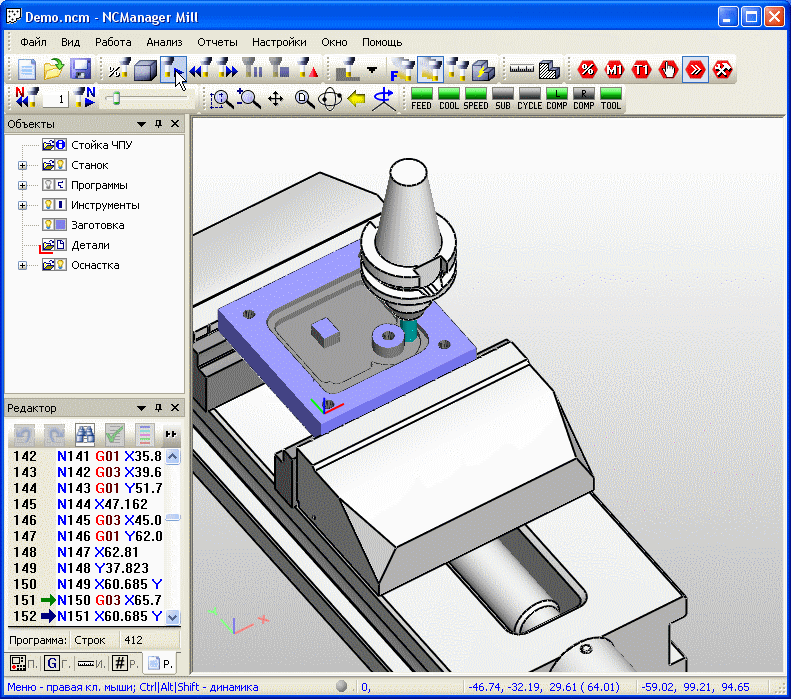 Demo.ncm - NCManager Mill
Файл Вид Работа Анализ Отчеты Настройки Окно Помощь
% F % M1 T1
N 1 N FEED COOL SPEED SUB CYCLE L COMP R COMP TOOL
Объекты
Стойка ЧПУ
Станок
Программы
Инструменты
Заготовка
Детали
Оснастка
Редактор
142 N141 G01 X35.8
143 N142 G03 X39.6
144 N143 G01 Y51.7
145 N144 X47.162
146 N145 G03 X45.0
147 N146 G01 Y62.0
148 N147 X62.81
149 N148 Y37.823
150 N149 X60.685 Y
151 N150 G03 X65.7
152 N151 X60.685 Y
Программа: Строк 412
П. G Г. И. # Р. Р.
Меню - правая кл. мыши; Ctrl|Alt|Shift - динамика 0, -46.74, -32.19, 29.61 ( 64.01) -59.02, 99.21, 94.65